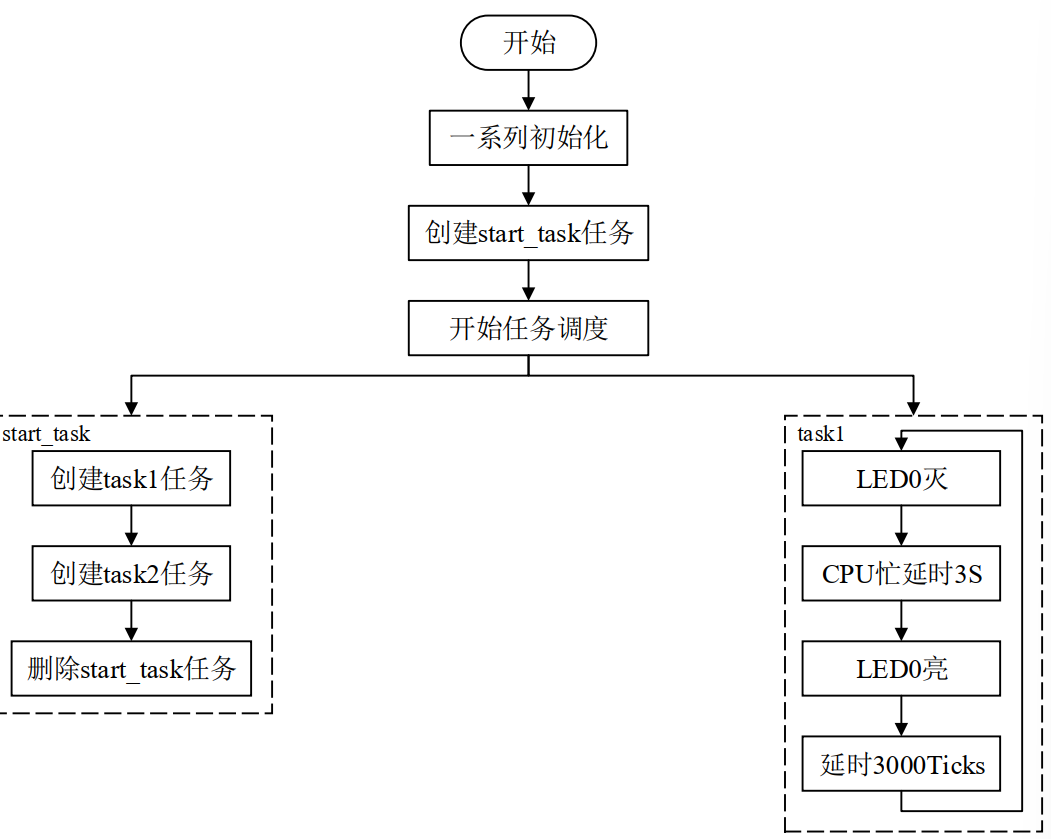 开始
一系列初始化
创建start_task任务
开始任务调度
start_task
创建task1任务
创建task2任务
删除start_task任务
task1
LED0灭
CPU忙延时3S
LED0亮
延时3000Ticks